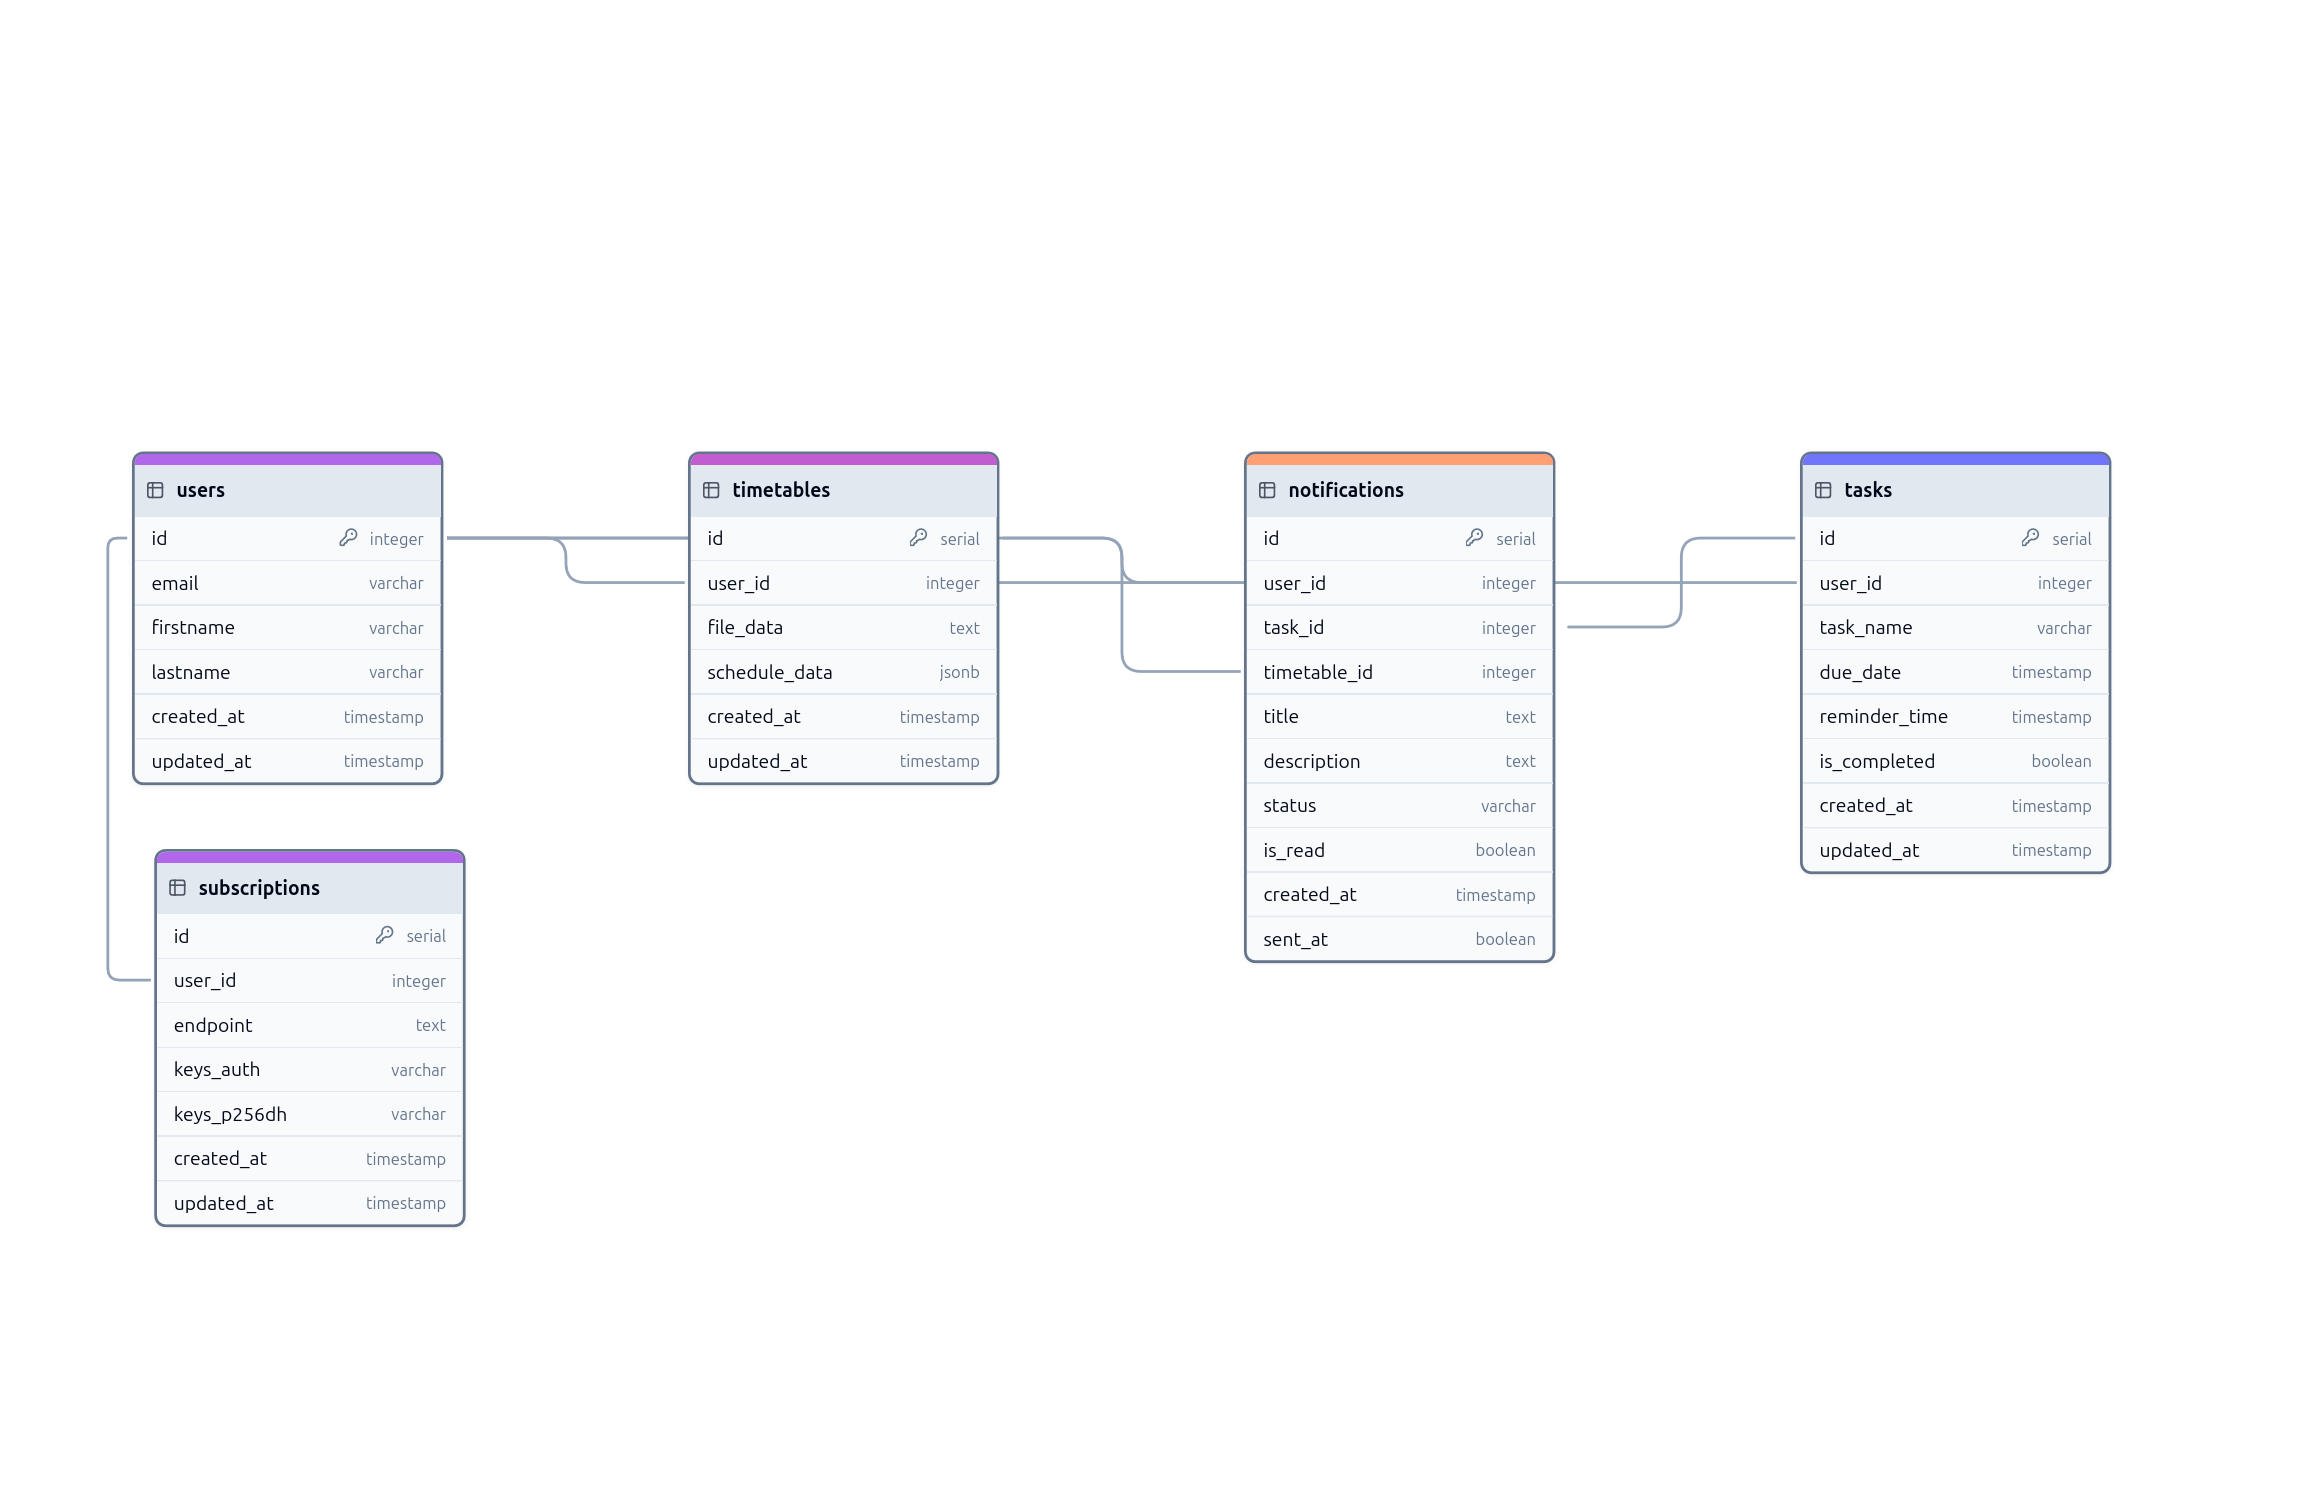 users
id integer
email varchar
firstname varchar
lastname varchar
created_at timestamp
updated_at timestamp
timetables
id serial
user_id integer
file_data text
schedule_data jsonb
created_at timestamp
updated_at timestamp
notifications
id serial
user_id integer
task_id integer
timetable_id integer
title text
description text
status varchar
is_read boolean
created_at timestamp
sent_at boolean
tasks
id serial
user_id integer
task_name varchar
due_date timestamp
reminder_time timestamp
is_completed boolean
created_at timestamp
updated_at timestamp
subscriptions
id serial
user_id integer
endpoint text
keys_auth varchar
keys_p256dh varchar
created_at timestamp
updated_at timestamp